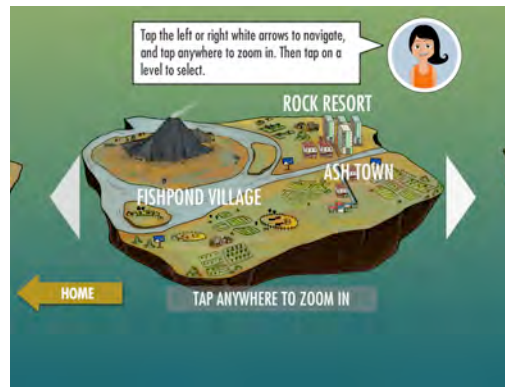 Tap the left or right white arrows to navigate,
and tap anywhere to zoom in. Then tap on a
level to select.
ROCK RESORT
ASH TOWN
FISHPOND VILLAGE
HOME
TAP ANYWHERE TO ZOOM IN